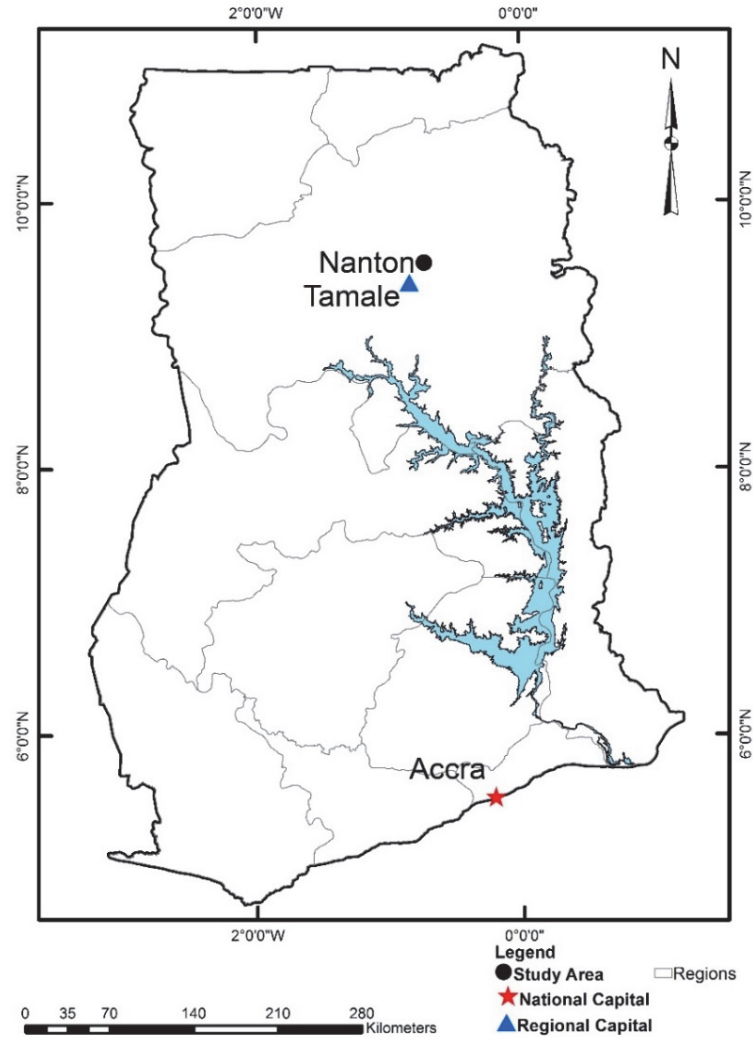 2°0'0"W 0°0'0"
N
10°0'0"N 10°0'0"N
Nanton
Tamale
8°0'0"N 8°0'0"N
6°0'0"N 6°0'0"N
Accra
2°0'0"W 0°0'0"
Legend
Study Area Regions
National Capital
Regional Capital
0 35 70 140 210 280
Kilometers